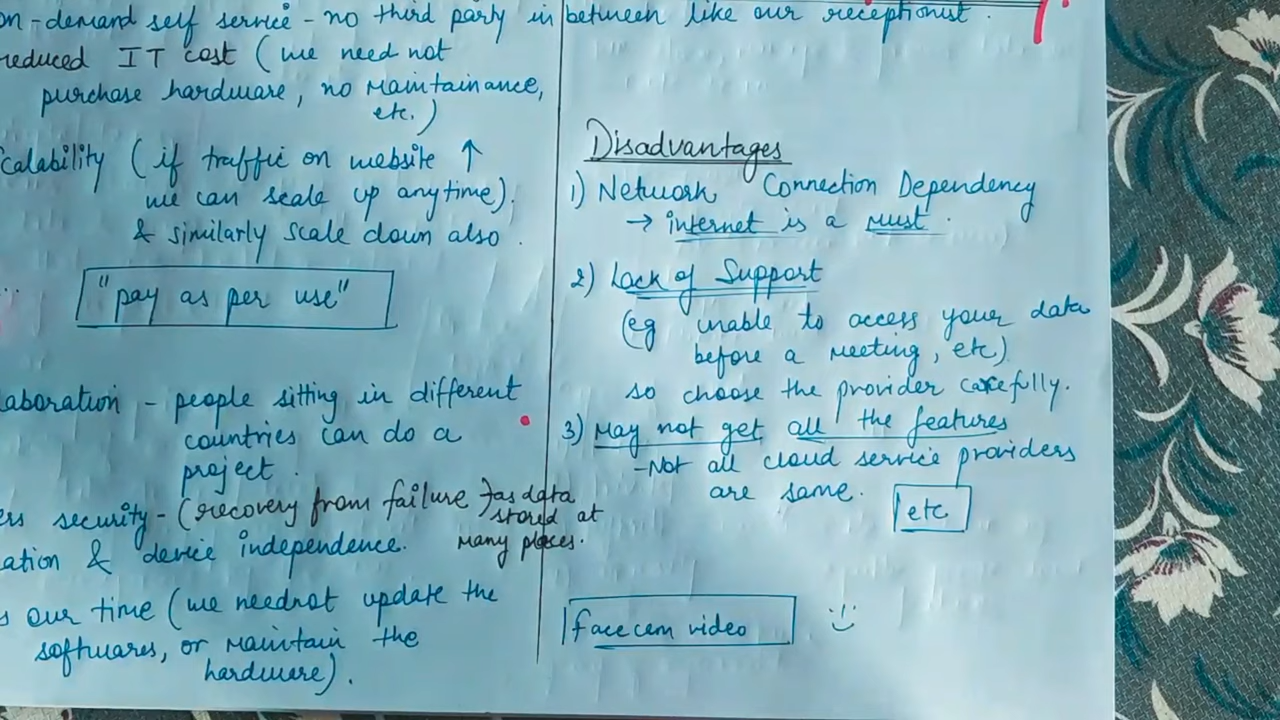 on-demand self service - no third party in between like our receptionist.
reduced IT cost (we need not
purchase hardware, no maintainance,
etc.)
calability (if traffic on website ↑
we can scale up anytime).
& similarly scale down also.
"pay as per use"
laboration - people sitting in different
countries can do a
project.
ers security - (recovery from failure) as data
stored at
many places.
ation & device independence.
s our time (we neednot update the
softwares, or maintain the
hardware).
Disadvantages
1) Network Connection Dependency
→ internet is a must.
2) Lack of Support
(eg unable to access your data
before a meeting, etc)
so choose the provider carefully.
3) May not get all the features
- Not all cloud service providers
are same.
etc
facecam video